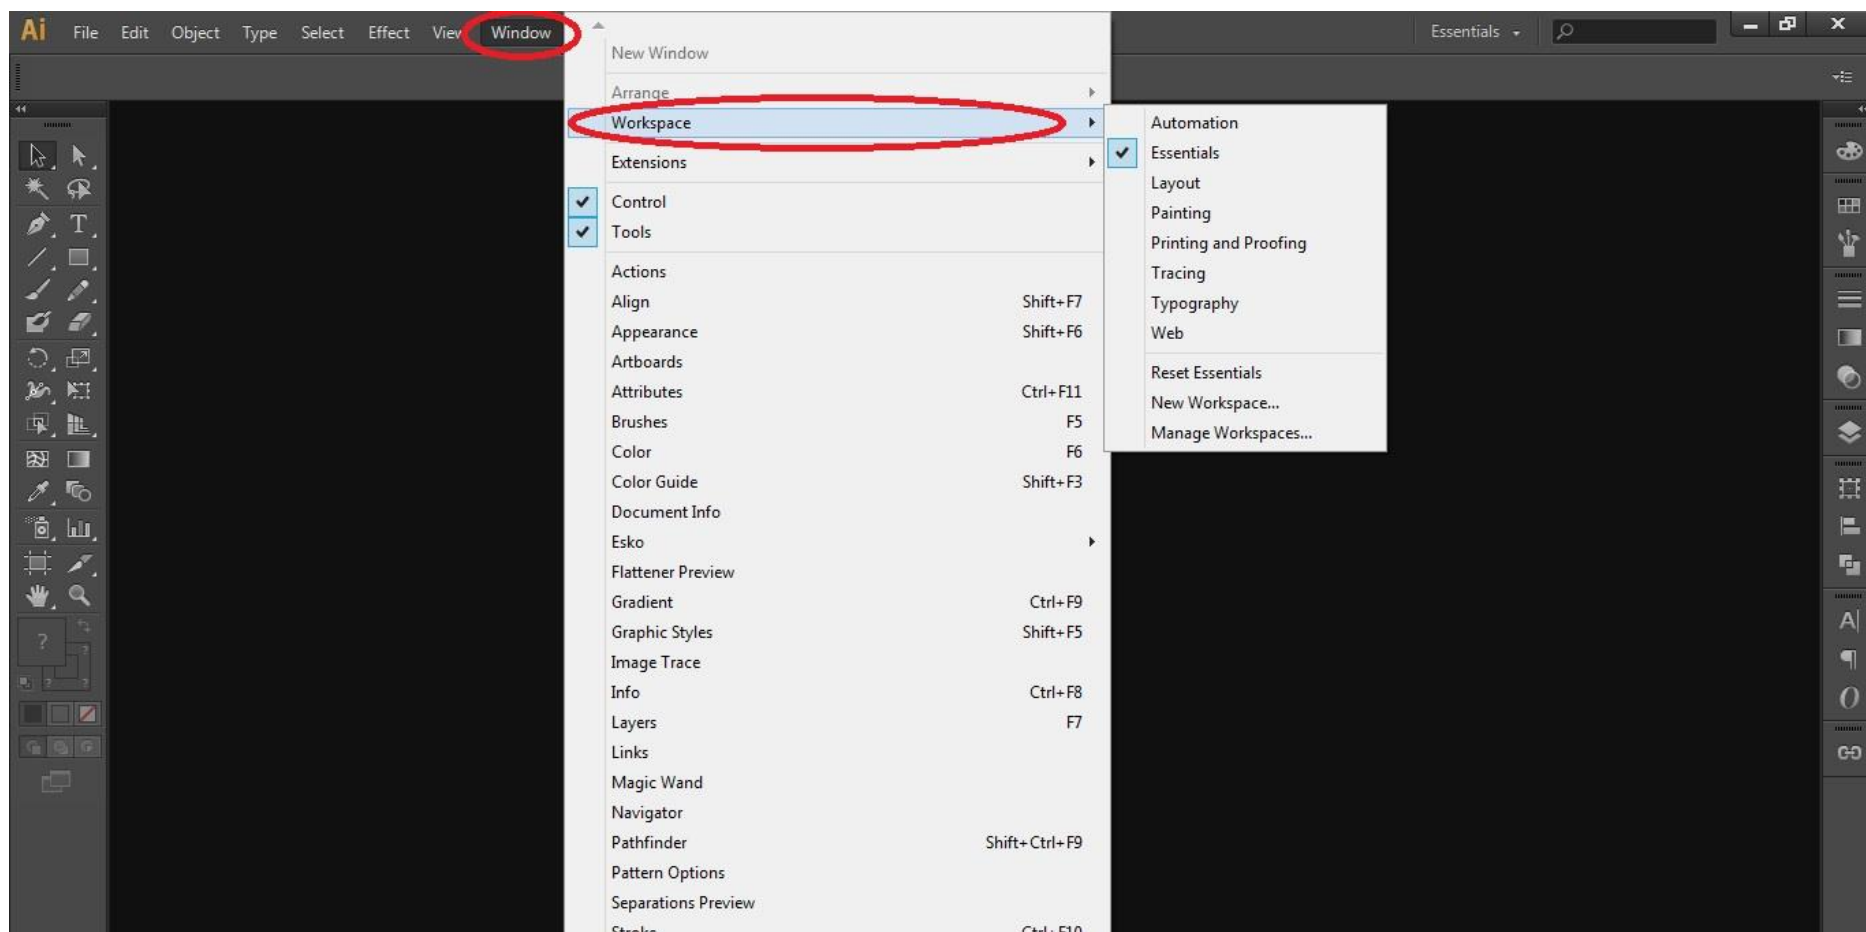 Ai File Edit Object Type Select Effect View Window Essentials
New Window
Arrange
Workspace
Extensions
Control
Tools
Actions
Align Shift+F7
Appearance Shift+F6
Artboards
Attributes Ctrl+F11
Brushes F5
Color F6
Color Guide Shift+F3
Document Info
Esko
Flattener Preview
Gradient Ctrl+F9
Graphic Styles Shift+F5
Image Trace
Info Ctrl+F8
Layers F7
Links
Magic Wand
Navigator
Pathfinder Shift+Ctrl+F9
Pattern Options
Separations Preview
Stroke Ctrl+F10
Automation
Essentials
Layout
Painting
Printing and Proofing
Tracing
Typography
Web
Reset Essentials
New Workspace...
Manage Workspaces...